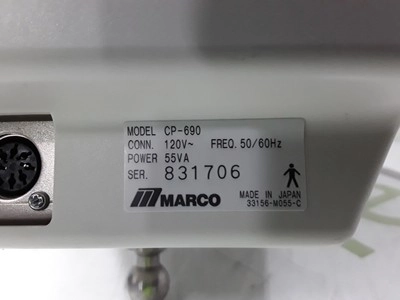 MODEL CP-690
CONN. 120V~ FREQ. 50/60Hz
POWER 55VA
SER. 831706
MARCO
MADE IN JAPAN
33156-M055-C